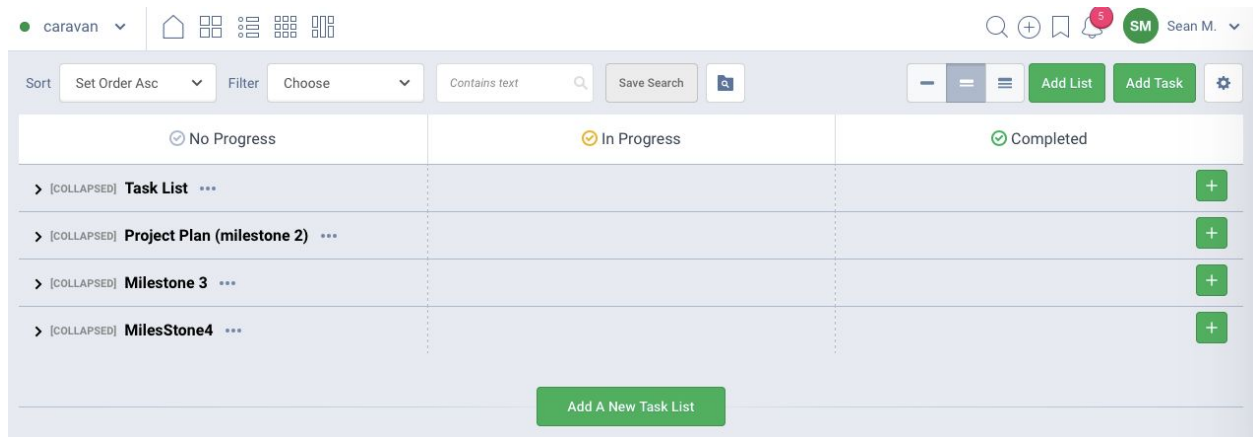 caravan
5
SM Sean M.
Sort Set Order Asc Filter Choose Contains text Save Search Add List Add Task
No Progress In Progress Completed
[COLLAPSED] Task List
[COLLAPSED] Project Plan (milestone 2)
[COLLAPSED] Milestone 3
[COLLAPSED] MilesStone4
Add A New Task List